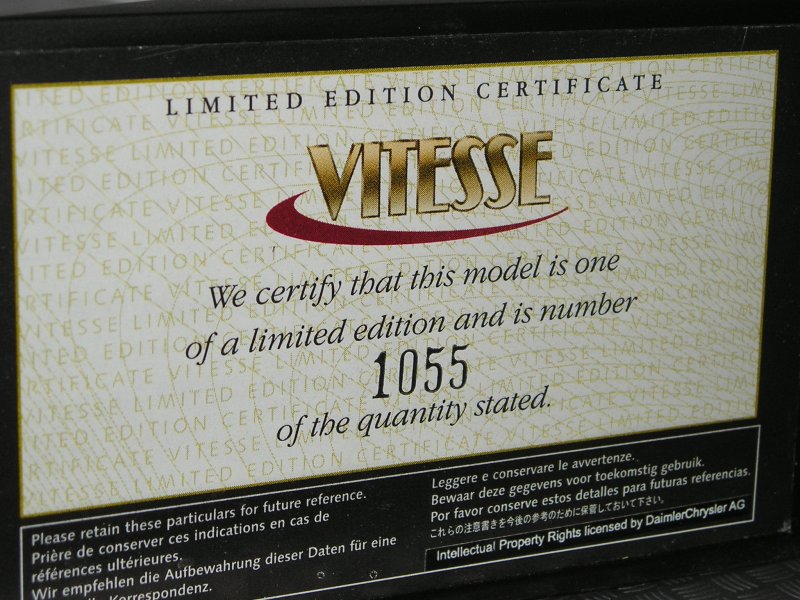 LIMITED EDITION CERTIFICATE
VITESSE
We certify that this model is one
of a limited edition and is number
1055
of the quantity stated.
Please retain these particulars for future reference.
Prière de conserver ces indications en cas de
références ultérieures.
Wir empfehlen die Aufbewahrung dieser Daten für eine
Korrespondenz.
Leggere e conservare le avvertenze.
Bewaar deze gegevens voor toekomstig gebruik.
Por favor conserve estos detalles para futuras referencias.
これらの注意書きを今後の参考のために保管しておいて下さい。
Intellectual Property Rights licensed by DaimlerChrysler AG